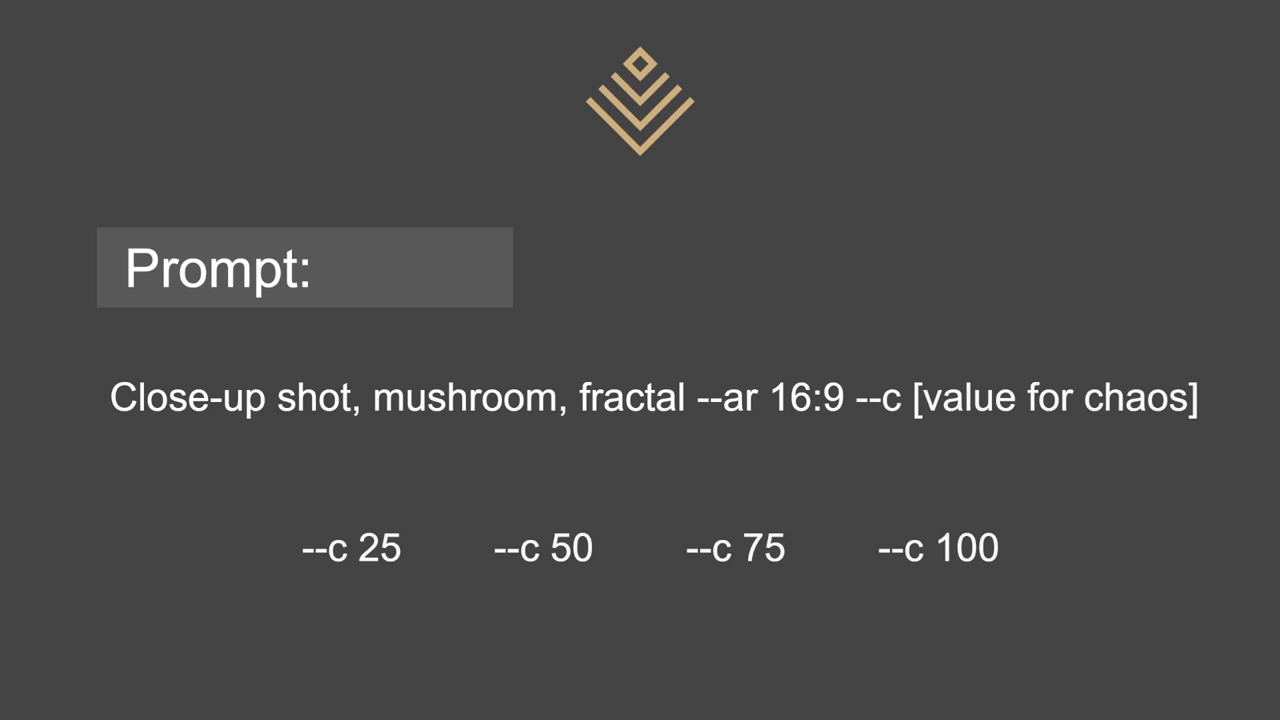 Prompt:
Close-up shot, mushroom, fractal --ar 16:9 --c [value for chaos]
--c 25 --c 50 --c 75 --c 100